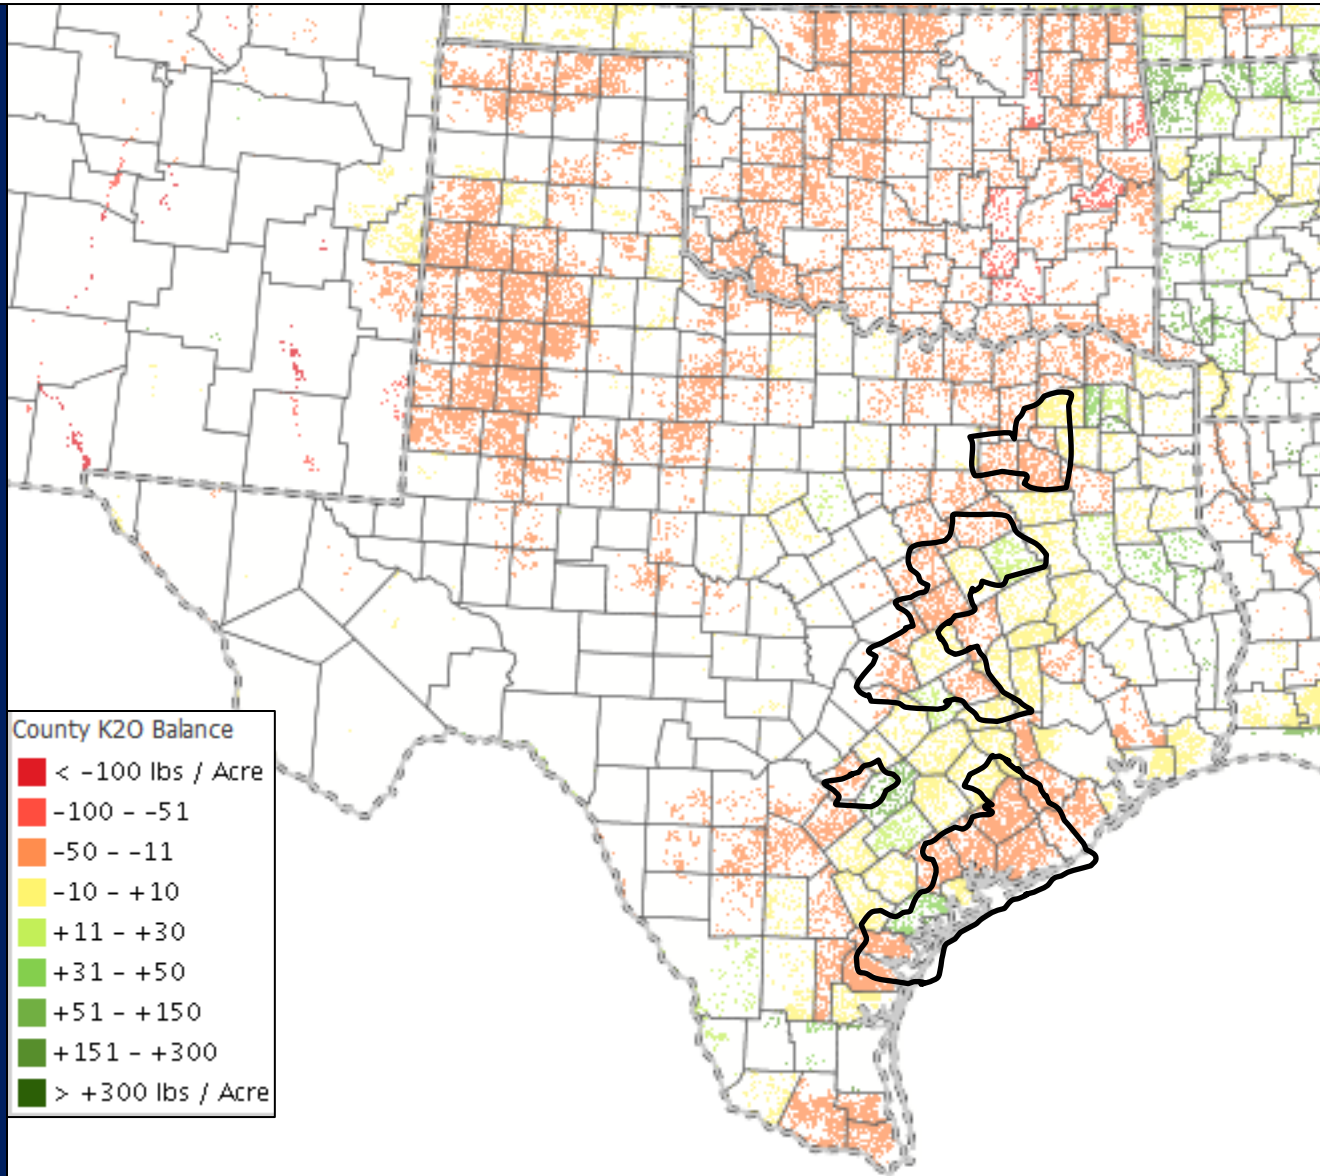 County K2O Balance
< -100 lbs / Acre
-100 - -51
-50 - -11
-10 - +10
+11 - +30
+31 - +50
+51 - +150
+151 - +300
> +300 lbs / Acre